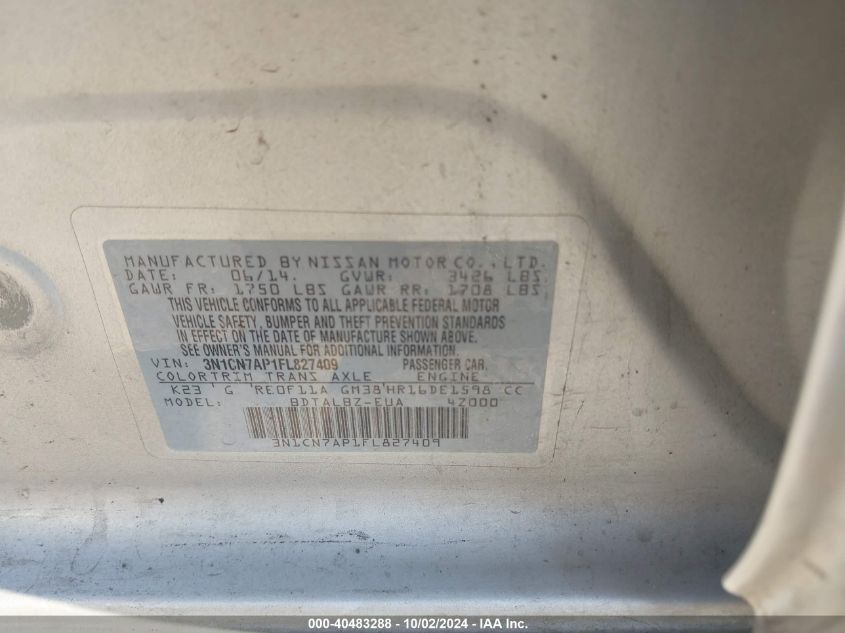 MANUFACTURED BY NISSAN MOTOR CO., LTD.
DATE: 06/14. GVWR: 3426 LBS
GAWR FR: 1750 LBS GAWR RR: 1708 LBS
THIS VEHICLE CONFORMS TO ALL APPLICABLE FEDERAL MOTOR
VEHICLE SAFETY, BUMPER AND THEFT PREVENTION STANDARDS
IN EFFECT ON THE DATE OF MANUFACTURE SHOWN ABOVE.
SEE OWNER'S MANUAL FOR ADDITIONAL INFORMATION.
VIN: 3N1CN7AP1FL827409 PASSENGER CAR.
COLOR TRIM TRANS AXLE ENGINE
K23 G RE0F11A GM38 HR16DE1598 CC
MODEL: BDTALBZ-EUA 4Z000
3N1CN7AP1FL827409
000-40483288 - 10/02/2024 - IAA Inc.